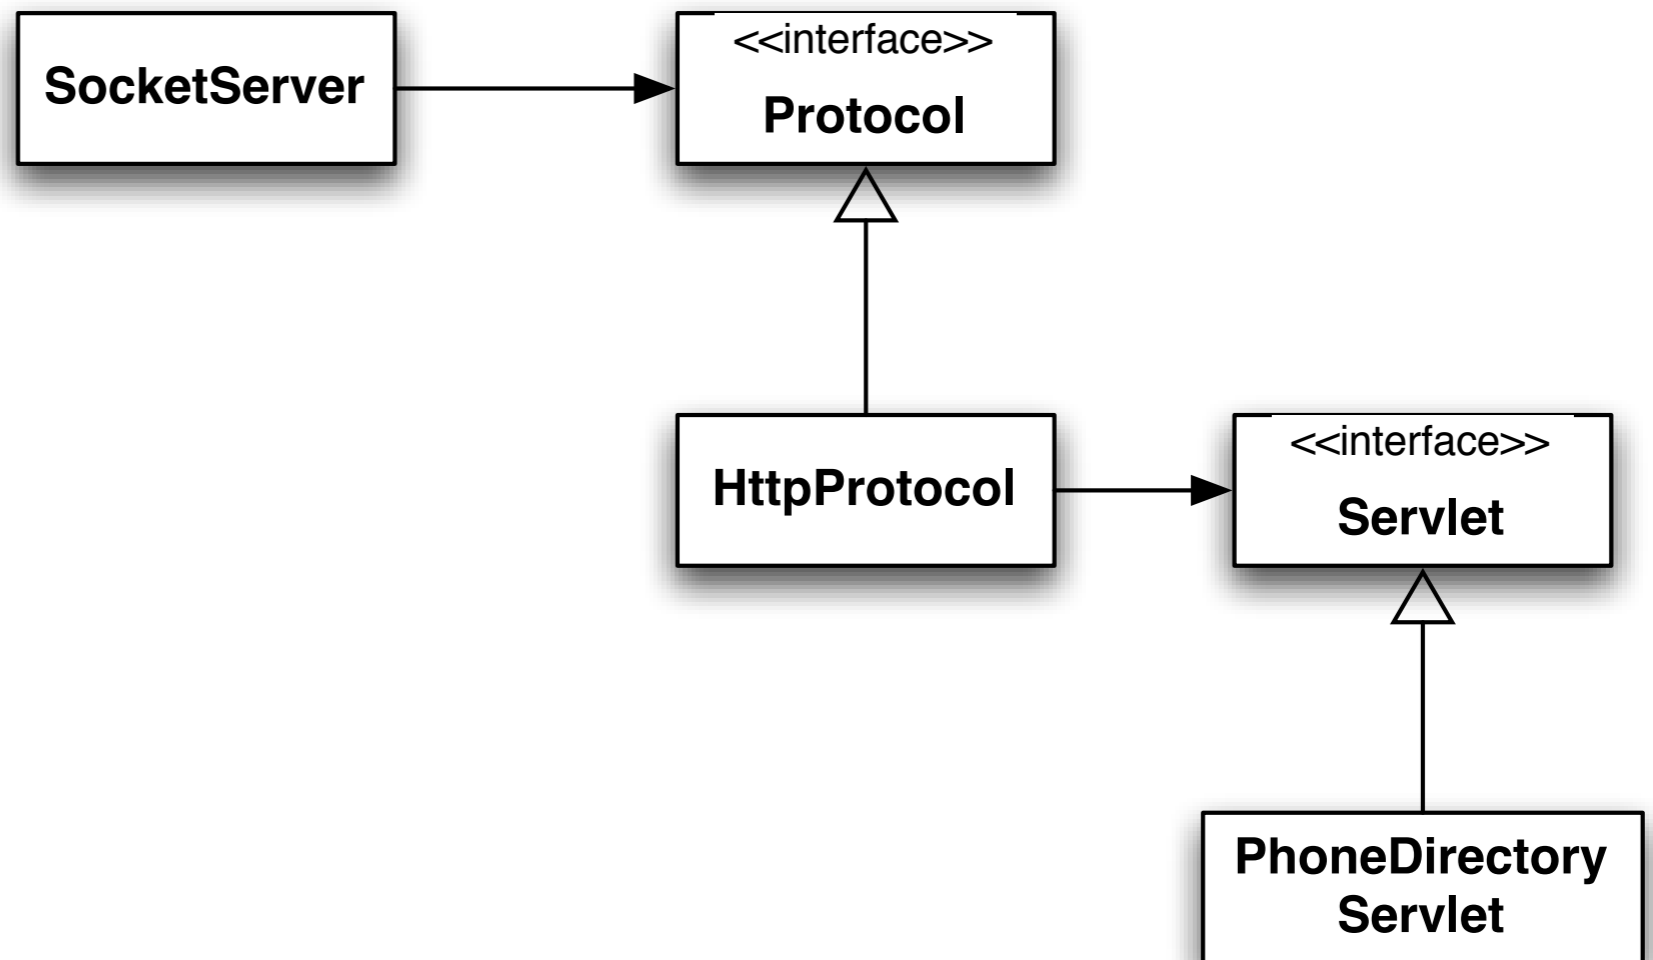 SocketServer
<<interface>>
Protocol
HttpProtocol
<<interface>>
Servlet
PhoneDirectory
Servlet